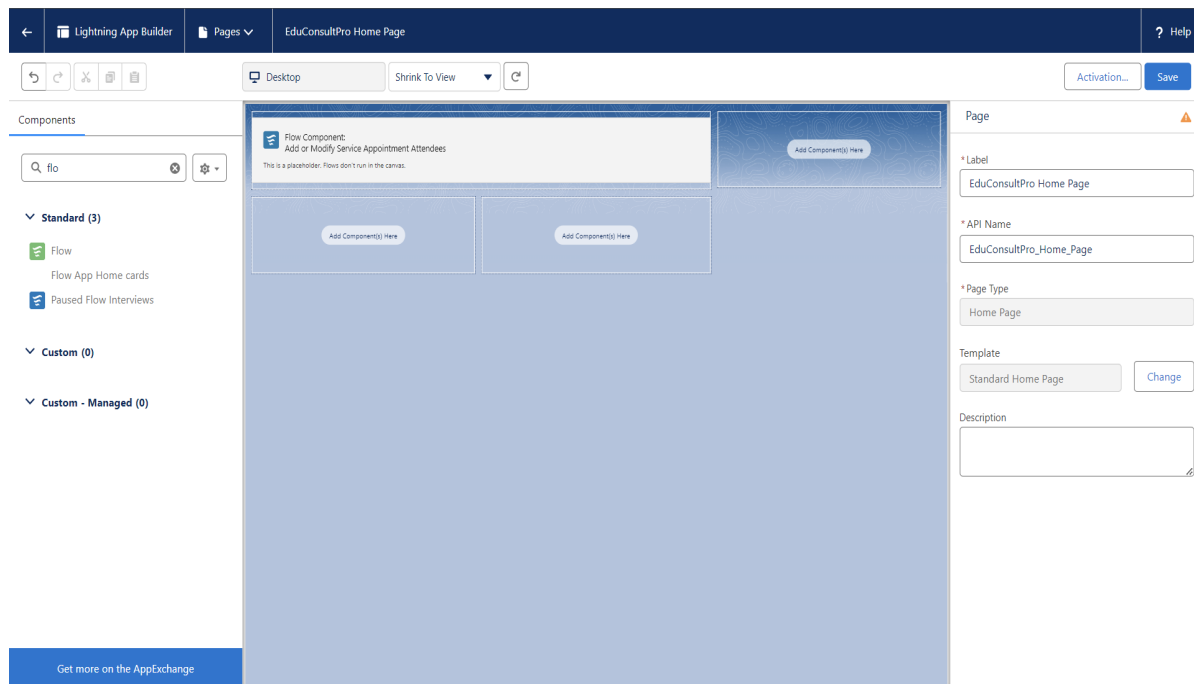 Lightning App Builder
Pages
EduConsultPro Home Page
? Help
Desktop
Shrink To View
Activation...
Save
Components
flo
Standard (3)
Flow
Flow App Home cards
Paused Flow Interviews
Custom (0)
Custom - Managed (0)
Get more on the AppExchange
Flow Component:
Add or Modify Service Appointment Attendees
This is a placeholder. Flows don't run in the canvas.
Add Component(s) Here
Add Component(s) Here
Add Component(s) Here
Page
*Label
EduConsultPro Home Page
*API Name
EduConsultPro_Home_Page
*Page Type
Home Page
Template
Standard Home Page
Change
Description